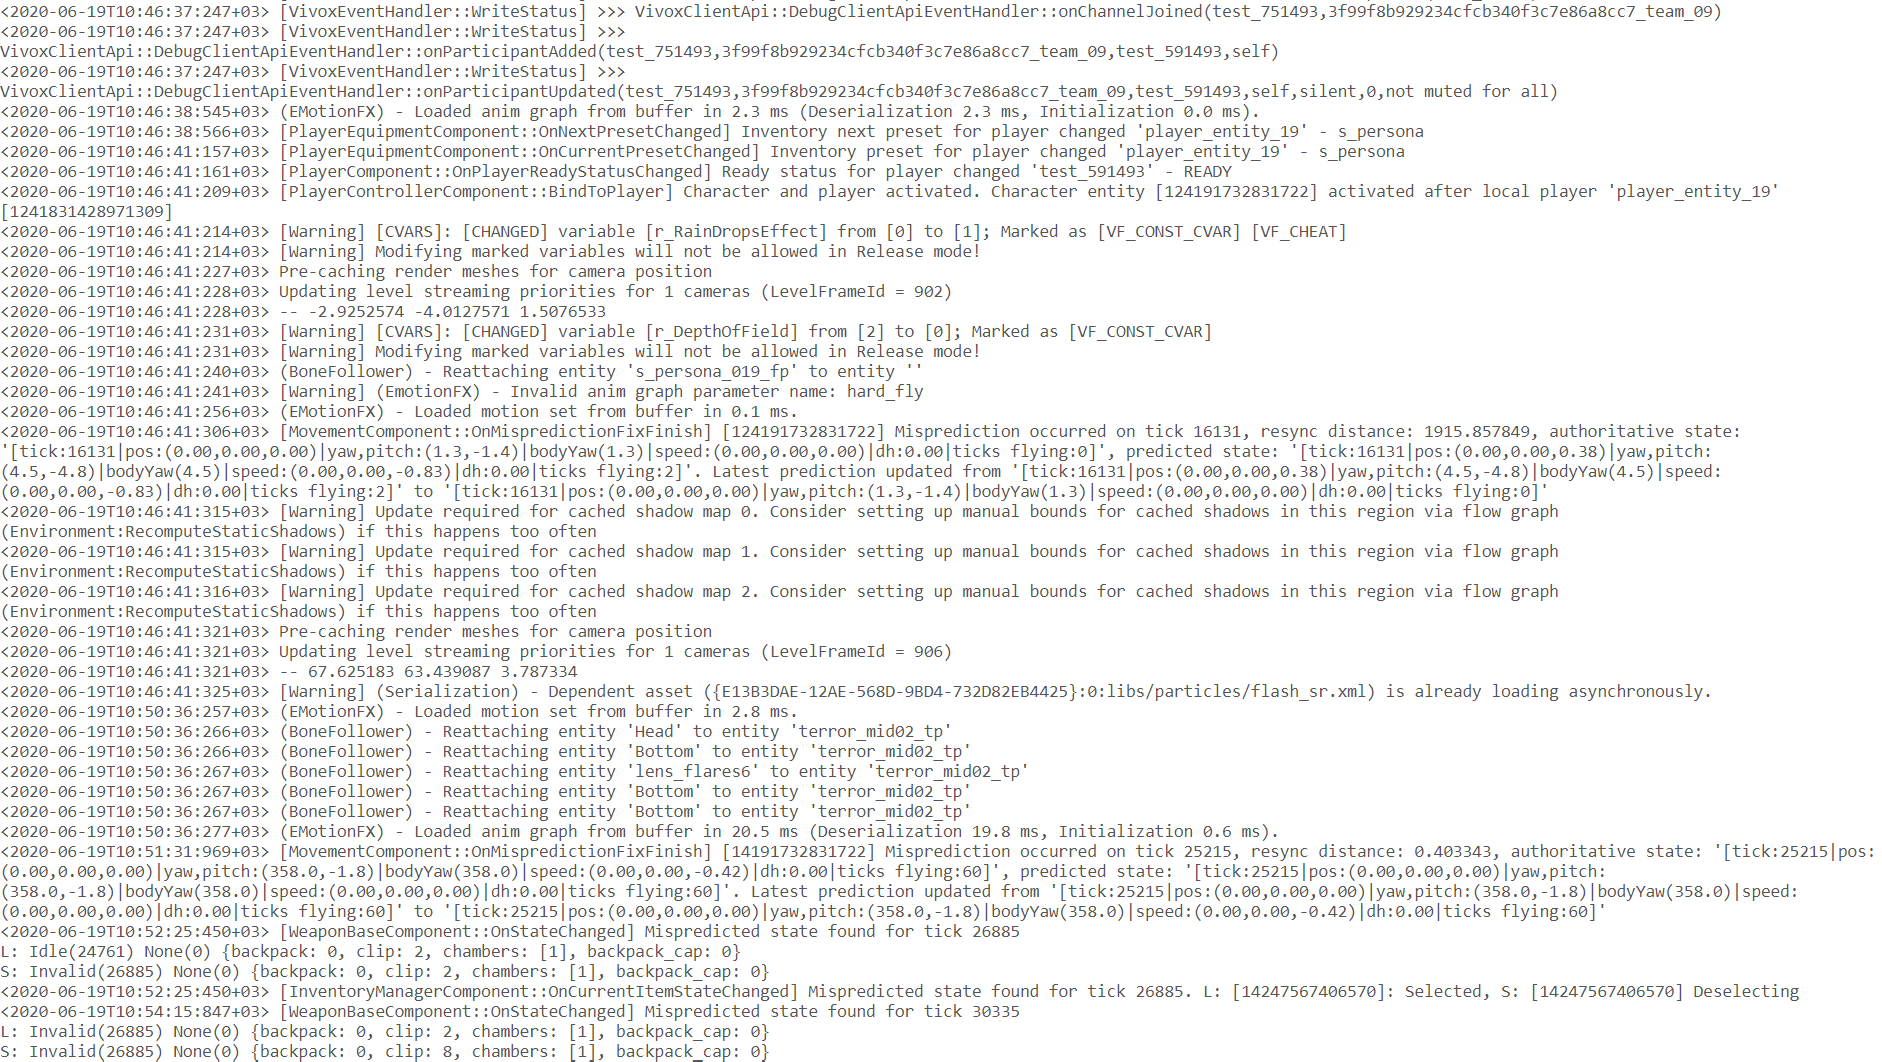 <2020-06-19T10:46:37:247+03> [VivoxEventHandler::WriteStatus] >>> VivoxClientApi::DebugClientApiEventHandler::onChannelJoined(test_751493,3f99f8b929234cfcb340f3c7e86a8cc7_team_09)
<2020-06-19T10:46:37:247+03> [VivoxEventHandler::WriteStatus] >>>
VivoxClientApi::DebugClientApiEventHandler::onParticipantAdded(test_751493,3f99f8b929234cfcb340f3c7e86a8cc7_team_09,test_591493,self)
<2020-06-19T10:46:37:247+03> [VivoxEventHandler::WriteStatus] >>>
VivoxClientApi::DebugClientApiEventHandler::onParticipantUpdated(test_751493,3f99f8b929234cfcb340f3c7e86a8cc7_team_09,test_591493,self,silent,0,not muted for all)
<2020-06-19T10:46:38:545+03> (EMotionFX) - Loaded anim graph from buffer in 2.3 ms (Deserialization 2.3 ms, Initialization 0.0 ms).
<2020-06-19T10:46:38:566+03> [PlayerEquipmentComponent::OnNextPresetChanged] Inventory next preset for player changed 'player_entity_19' - s_persona
<2020-06-19T10:46:41:157+03> [PlayerEquipmentComponent::OnCurrentPresetChanged] Inventory preset for player changed 'player_entity_19' - s_persona
<2020-06-19T10:46:41:161+03> [PlayerComponent::OnPlayerReadyStatusChanged] Ready status for player changed 'test_591493' - READY
<2020-06-19T10:46:41:209+03> [PlayerControllerComponent::BindToPlayer] Character and player activated. Character entity [124191732831722] activated after local player 'player_entity_19'
[1241831428971309]
<2020-06-19T10:46:41:214+03> [Warning] [CVARS]: [CHANGED] variable [r_RainDropsEffect] from [0] to [1]; Marked as [VF_CONST_CVAR] [VF_CHEAT]
<2020-06-19T10:46:41:214+03> [Warning] Modifying marked variables will not be allowed in Release mode!
<2020-06-19T10:46:41:227+03> Pre-caching render meshes for camera position
<2020-06-19T10:46:41:228+03> Updating level streaming priorities for 1 cameras (LevelFrameId = 902)
<2020-06-19T10:46:41:228+03> -- -2.9252574 -4.0127571 1.5076533
<2020-06-19T10:46:41:231+03> [Warning] [CVARS]: [CHANGED] variable [r_DepthOfField] from [2] to [0]; Marked as [VF_CONST_CVAR]
<2020-06-19T10:46:41:231+03> [Warning] Modifying marked variables will not be allowed in Release mode!
<2020-06-19T10:46:41:240+03> (BoneFollower) - Reattaching entity 's_persona_019_fp' to entity ''
<2020-06-19T10:46:41:241+03> [Warning] (EmotionFX) - Invalid anim graph parameter name: hard_fly
<2020-06-19T10:46:41:256+03> (EMotionFX) - Loaded motion set from buffer in 0.1 ms.
<2020-06-19T10:46:41:306+03> [MovementComponent::OnMispredictionFixFinish] [124191732831722] Misprediction occurred on tick 16131, resync distance: 1915.857849, authoritative state:
'[tick:16131|pos:(0.00,0.00,0.00)|yaw,pitch:(1.3,-1.4)|bodyYaw(1.3)|speed:(0.00,0.00,0.00)|dh:0.00|ticks flying:0]', predicted state: '[tick:16131|pos:(0.00,0.00,0.38)|yaw,pitch:
(4.5,-4.8)|bodyYaw(4.5)|speed:(0.00,0.00,-0.83)|dh:0.00|ticks flying:2]'. Latest prediction updated from '[tick:16131|pos:(0.00,0.00,0.38)|yaw,pitch:(4.5,-4.8)|bodyYaw(4.5)|speed:
(0.00,0.00,-0.83)|dh:0.00|ticks flying:2]' to '[tick:16131|pos:(0.00,0.00,0.00)|yaw,pitch:(1.3,-1.4)|bodyYaw(1.3)|speed:(0.00,0.00,0.00)|dh:0.00|ticks flying:0]'
<2020-06-19T10:46:41:315+03> [Warning] Update required for cached shadow map 0. Consider setting up manual bounds for cached shadows in this region via flow graph
(Environment:RecomputeStaticShadows) if this happens too often
<2020-06-19T10:46:41:315+03> [Warning] Update required for cached shadow map 1. Consider setting up manual bounds for cached shadows in this region via flow graph
(Environment:RecomputeStaticShadows) if this happens too often
<2020-06-19T10:46:41:316+03> [Warning] Update required for cached shadow map 2. Consider setting up manual bounds for cached shadows in this region via flow graph
(Environment:RecomputeStaticShadows) if this happens too often
<2020-06-19T10:46:41:321+03> Pre-caching render meshes for camera position
<2020-06-19T10:46:41:321+03> Updating level streaming priorities for 1 cameras (LevelFrameId = 906)
<2020-06-19T10:46:41:321+03> -- 67.625183 63.439087 3.787334
<2020-06-19T10:46:41:325+03> [Warning] (Serialization) - Dependent asset ({E13B3DAE-12AE-568D-9BD4-732D82EB4425}:0:libs/particles/flash_sr.xml) is already loading asynchronously.
<2020-06-19T10:50:36:257+03> (EMotionFX) - Loaded motion set from buffer in 2.8 ms.
<2020-06-19T10:50:36:266+03> (BoneFollower) - Reattaching entity 'Head' to entity 'terror_mid02_tp'
<2020-06-19T10:50:36:266+03> (BoneFollower) - Reattaching entity 'Bottom' to entity 'terror_mid02_tp'
<2020-06-19T10:50:36:267+03> (BoneFollower) - Reattaching entity 'lens_flares6' to entity 'terror_mid02_tp'
<2020-06-19T10:50:36:267+03> (BoneFollower) - Reattaching entity 'Bottom' to entity 'terror_mid02_tp'
<2020-06-19T10:50:36:267+03> (BoneFollower) - Reattaching entity 'Bottom' to entity 'terror_mid02_tp'
<2020-06-19T10:50:36:277+03> (EMotionFX) - Loaded anim graph from buffer in 20.5 ms (Deserialization 19.8 ms, Initialization 0.6 ms).
<2020-06-19T10:51:31:969+03> [MovementComponent::OnMispredictionFixFinish] [14191732831722] Misprediction occurred on tick 25215, resync distance: 0.403343, authoritative state: '[tick:25215|pos:
(0.00,0.00,0.00)|yaw,pitch:(358.0,-1.8)|bodyYaw(358.0)|speed:(0.00,0.00,-0.42)|dh:0.00|ticks flying:60]', predicted state: '[tick:25215|pos:(0.00,0.00,0.00)|yaw,pitch:
(358.0,-1.8)|bodyYaw(358.0)|speed:(0.00,0.00,0.00)|dh:0.00|ticks flying:60]'. Latest prediction updated from '[tick:25215|pos:(0.00,0.00,0.00)|yaw,pitch:(358.0,-1.8)|bodyYaw(358.0)|speed:
(0.00,0.00,0.00)|dh:0.00|ticks flying:60]' to '[tick:25215|pos:(0.00,0.00,0.00)|yaw,pitch:(358.0,-1.8)|bodyYaw(358.0)|speed:(0.00,0.00,-0.42)|dh:0.00|ticks flying:60]'
<2020-06-19T10:52:25:450+03> [WeaponBaseComponent::OnStateChanged] Mispredicted state found for tick 26885
L: Idle(24761) None(0) {backpack: 0, clip: 2, chambers: [1], backpack_cap: 0}
S: Invalid(26885) None(0) {backpack: 0, clip: 2, chambers: [1], backpack_cap: 0}
<2020-06-19T10:52:25:450+03> [InventoryManagerComponent::OnCurrentItemStateChanged] Mispredicted state found for tick 26885. L: [14247567406570]: Selected, S: [14247567406570] Deselecting
<2020-06-19T10:54:15:847+03> [WeaponBaseComponent::OnStateChanged] Mispredicted state found for tick 30335
L: Invalid(26885) None(0) {backpack: 0, clip: 2, chambers: [1], backpack_cap: 0}
S: Invalid(26885) None(0) {backpack: 0, clip: 8, chambers: [1], backpack_cap: 0}